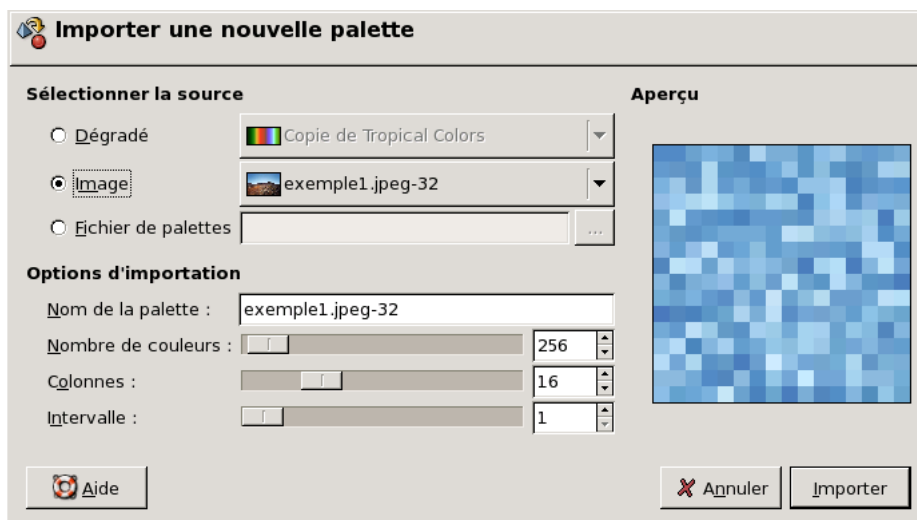 Importer une nouvelle palette
Sélectionner la source
Dégradé
Copie de Tropical Colors
Image
exemple1.jpeg-32
Fichier de palettes
...
Options d'importation
Nom de la palette :
exemple1.jpeg-32
Nombre de couleurs :
256
Colonnes :
16
Intervalle :
1
Aperçu
Aide
Annuler
Importer